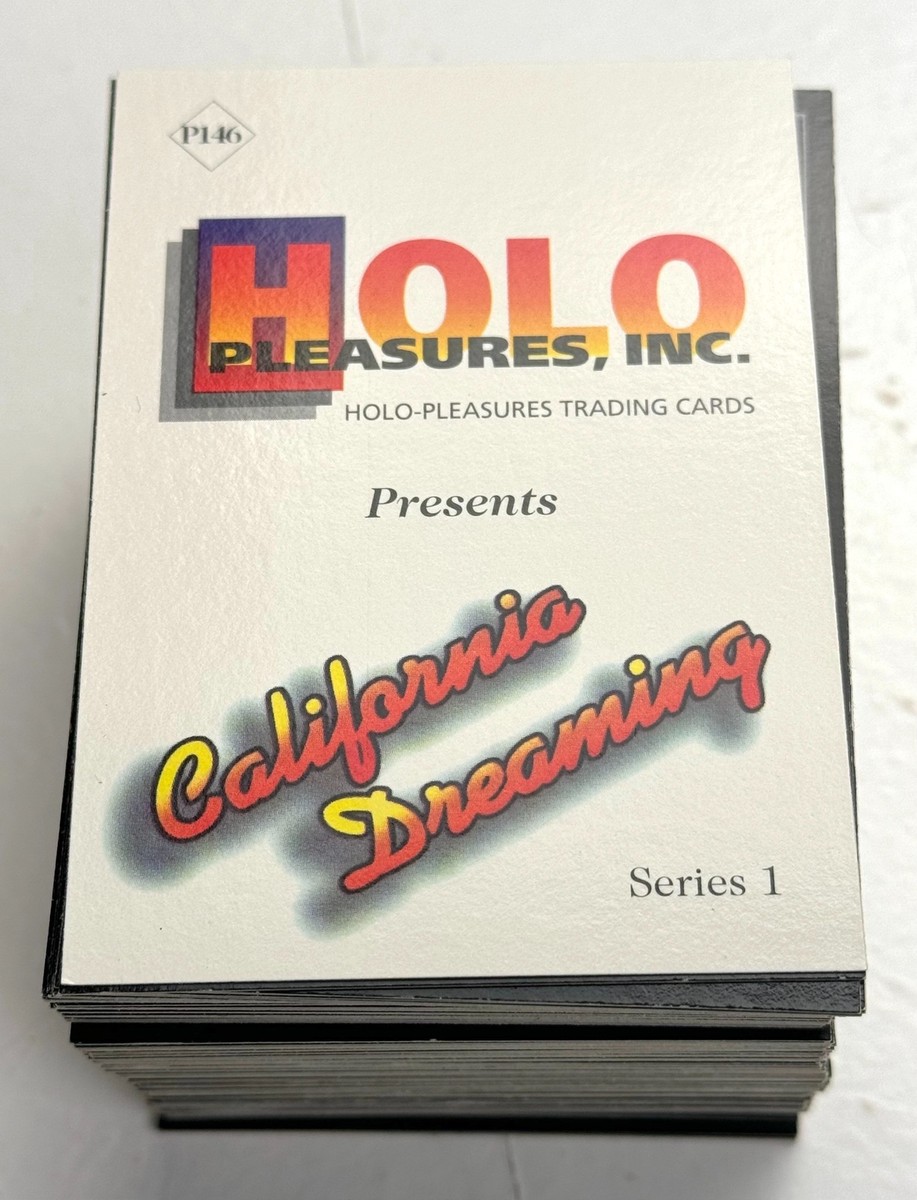 P146
HOLO
PLEASURES, INC.
HOLO-PLEASURES TRADING CARDS
Presents
California
Dreaming
Series 1